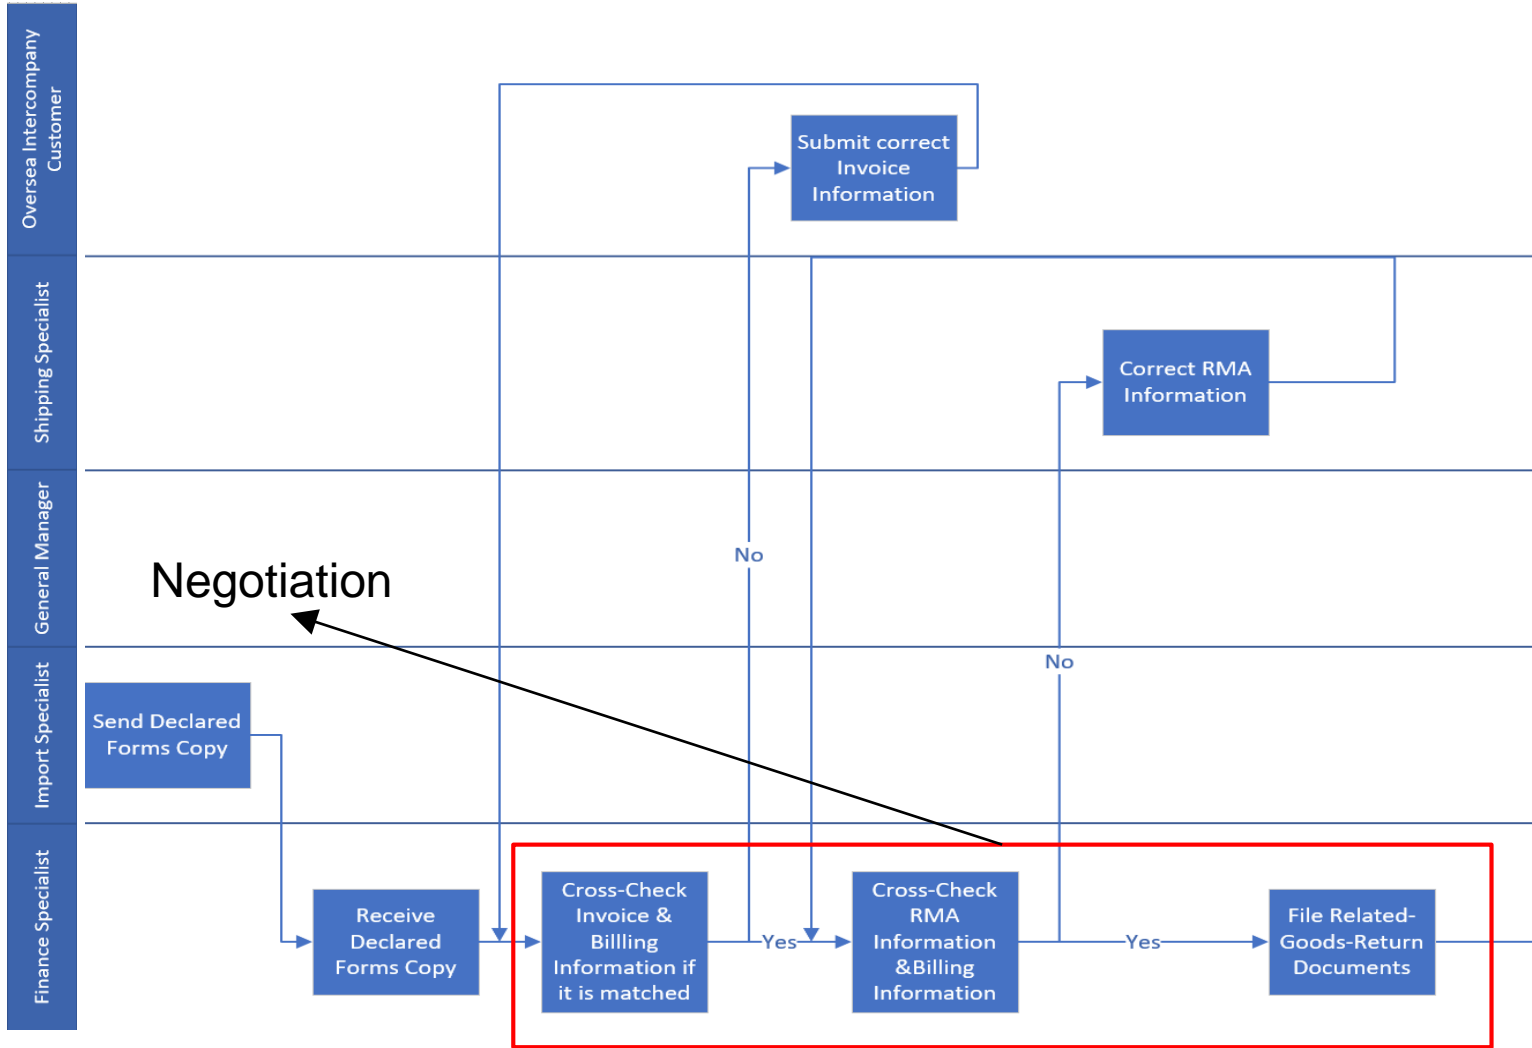 Oversea Intercompany
Customer
Submit correct
Invoice
Information
Shipping Specialist
Correct RMA
Information
General Manager
No
Negotiation
Import Specialist
No
Send Declared
Forms Copy
Finance Specialist
Receive
Declared
Forms Copy
Cross-Check
Invoice &
Billling
Information if
it is matched
Yes
Cross-Check
RMA
Information
&Billing
Information
Yes
File Related-
Goods-Return
Documents